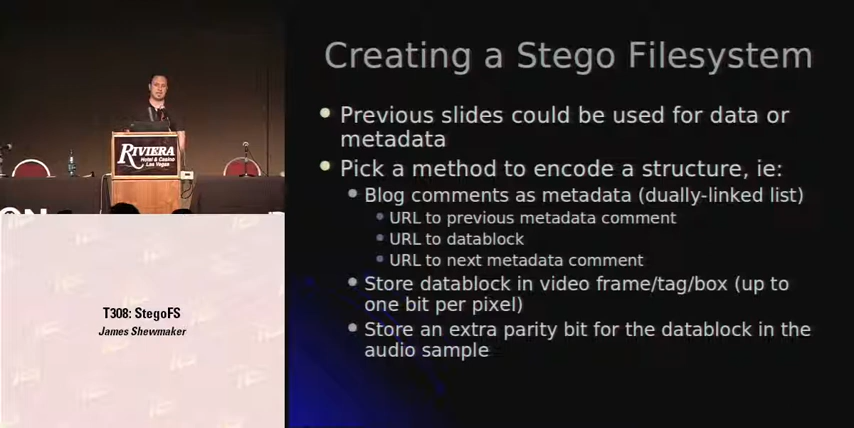 Creating a Stego Filesystem
Previous slides could be used for data or
metadata
Pick a method to encode a structure, ie:
Blog comments as metadata (dually-linked list)
URL to previous metadata comment
URL to datablock
URL to next metadata comment
Store datablock in video frame/tag/box (up to
one bit per pixel)
Store an extra parity bit for the datablock in the
audio sample
RIVIERA
Hotel & Casino
Las Vegas
T308: StegoFS
James Shewmaker